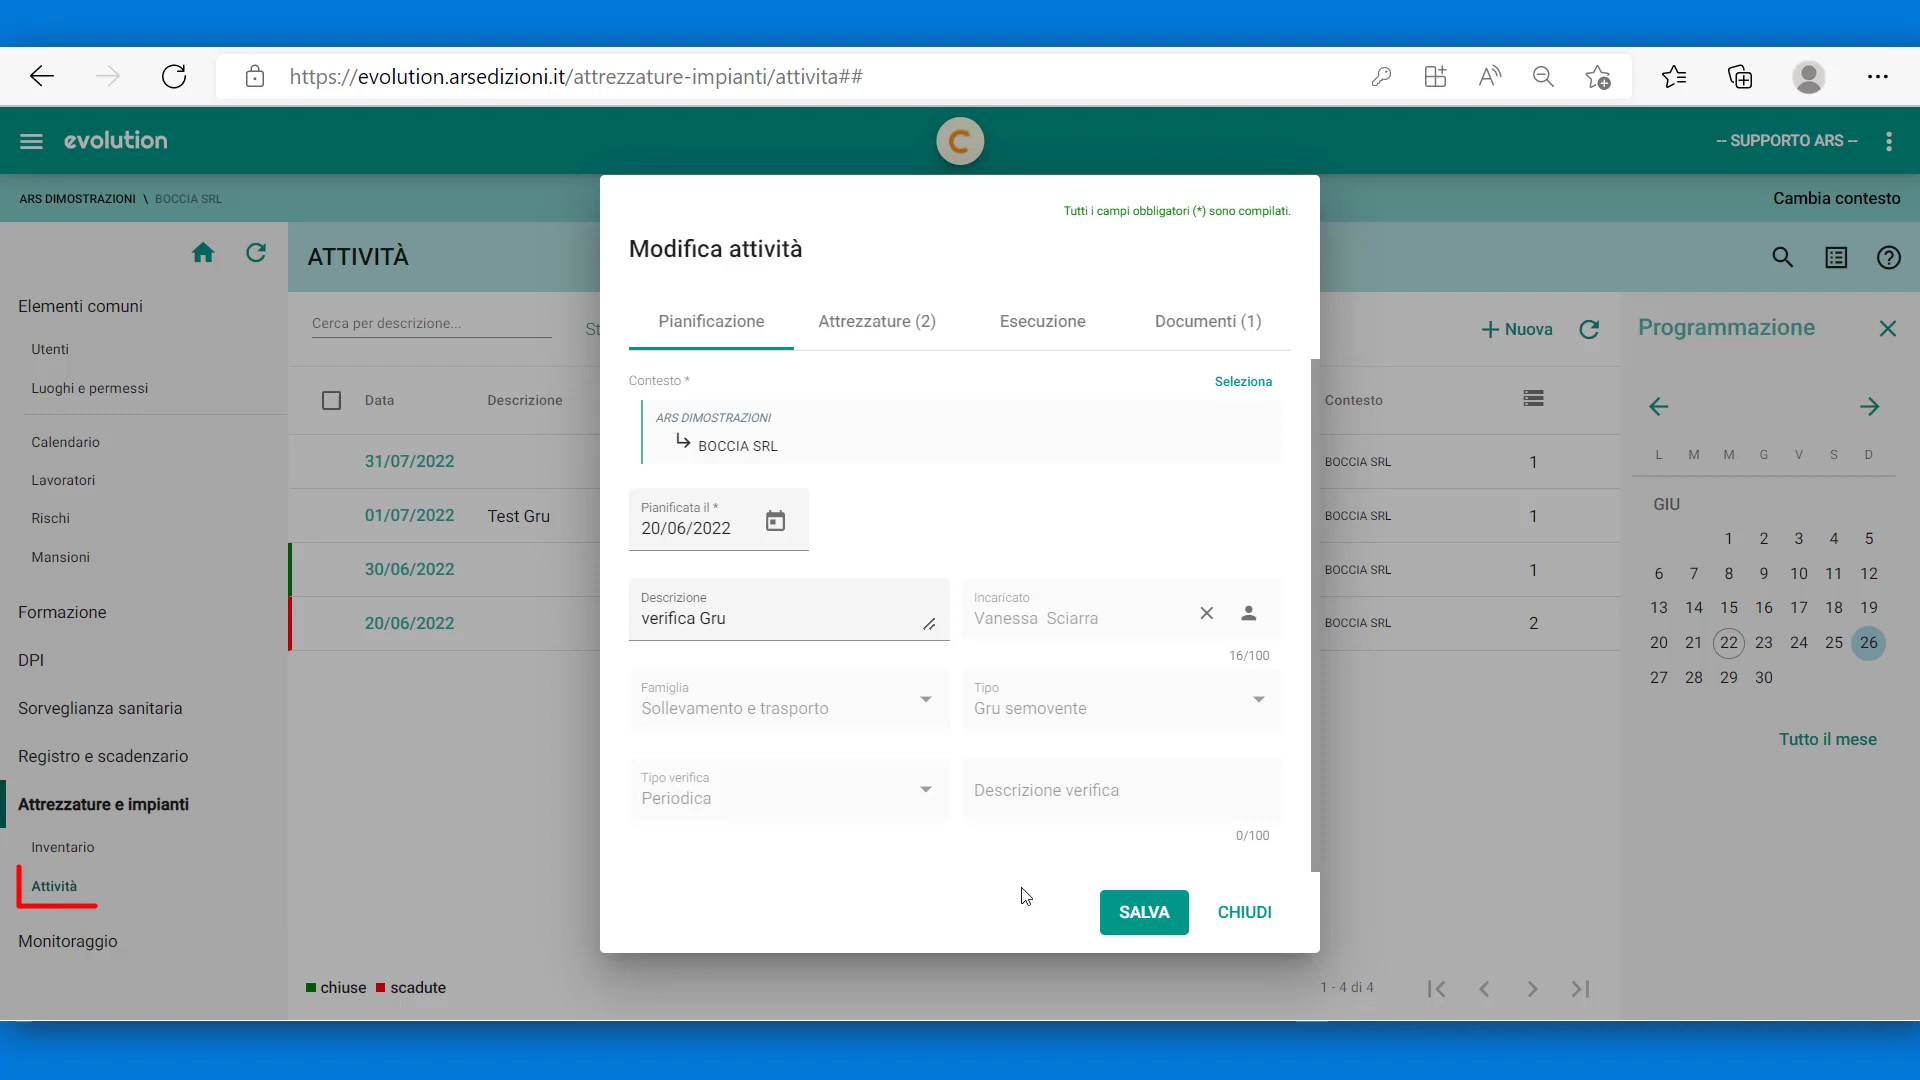 https://evolution.arsedizioni.it/attrezzature-impianti/attivita##
evolution
C
-- SUPPORTO ARS --
ARS DIMOSTRAZIONI \ BOCCIA SRL
Cambia contesto
ATTIVITÀ
Elementi comuni
Utenti
Luoghi e permessi
Calendario
Lavoratori
Rischi
Mansioni
Formazione
DPI
Sorveglianza sanitaria
Registro e scadenzario
Attrezzature e impianti
Inventario
Attività
Monitoraggio
Cerca per descrizione...
St
Nuova
Data Descrizione Contesto
31/07/2022 BOCCIA SRL 1
01/07/2022 Test Gru BOCCIA SRL 1
30/06/2022 BOCCIA SRL 1
20/06/2022 BOCCIA SRL 2
chiuse scadute
1 - 4 di 4
Tutti i campi obbligatori (*) sono compilati.
Modifica attività
Pianificazione Attrezzature (2) Esecuzione Documenti (1)
Contesto * Seleziona
ARS DIMOSTRAZIONI
BOCCIA SRL
Pianificata il *
20/06/2022
Descrizione
verifica Gru
Incaricato
Vanessa Sciarra
16/100
Famiglia
Sollevamento e trasporto
Tipo
Gru semovente
Tipo verifica
Periodica
Descrizione verifica
0/100
SALVA CHIUDI
Programmazione
L M M G V S D
GIU
1 2 3 4 5
6 7 8 9 10 11 12
13 14 15 16 17 18 19
20 21 22 23 24 25 26
27 28 29 30
Tutto il mese